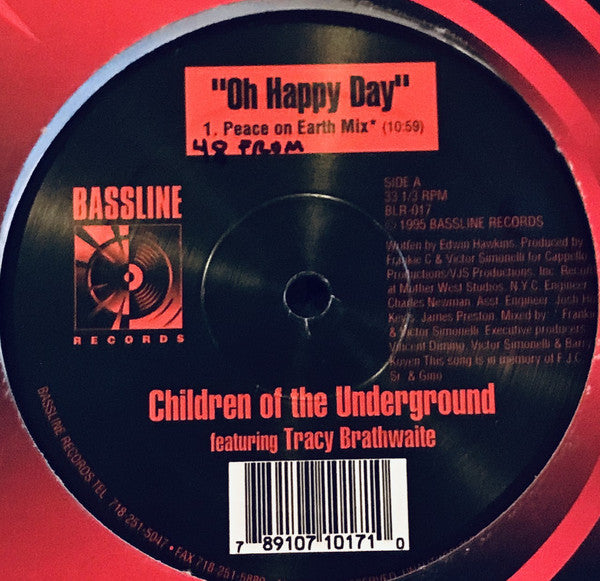 "Oh Happy Day"
1. Peace on Earth Mix* (10:59)
48 FROM
BASSLINE
RECORDS
SIDE A
33 1/3 RPM
BLR-017
© 1995 BASSLINE RECORDS
Written by Edwin Hawkins. Produced by
Frankie C & Victor Simonelli for Cappello
Productions/VJS Productions, Inc.
at Mother West Studios, N.Y.C. Engineer
Charles Newman. Asst. Engineer: Josh
Keys: James Preston. Mixed by: Frankie
& Victor Simonelli. Executive producers
Vincent Dimino, Victor Simonelli &
Koven This song is in memory of F.J.C.
Sr. & Gino
Children of the Underground
featuring Tracy Brathwaite
BASSLINE RECORDS TEL 718-251-5047 • FAX 718-251-
7 89107 10171 0